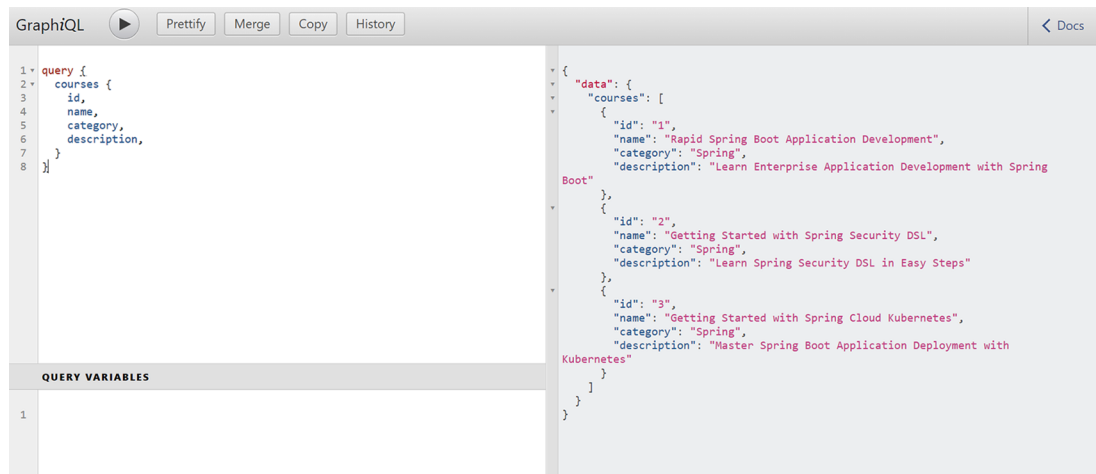 GraphiQL Prettify Merge Copy History Docs
1 query {
2 courses {
3 id,
4 name,
5 category,
6 description,
7 }
8 }
QUERY VARIABLES
1
{
"data": {
"courses": [
{
"id": "1",
"name": "Rapid Spring Boot Application Development",
"category": "Spring",
"description": "Learn Enterprise Application Development with Spring
Boot"
},
{
"id": "2",
"name": "Getting Started with Spring Security DSL",
"category": "Spring",
"description": "Learn Spring Security DSL in Easy Steps"
},
{
"id": "3",
"name": "Getting Started with Spring Cloud Kubernetes",
"category": "Spring",
"description": "Master Spring Boot Application Deployment with
Kubernetes"
}
]
}
}